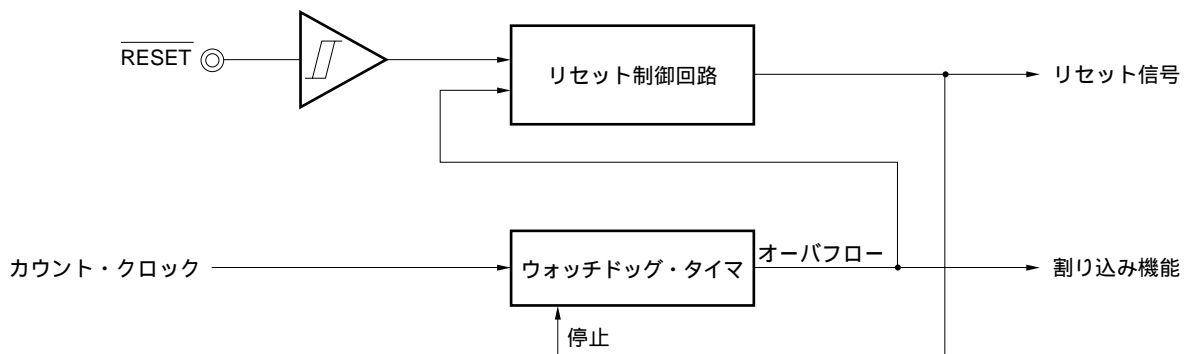 RESET
リセット制御回路
リセット信号
カウント・クロック
ウォッチドッグ・タイマ
オーバフロー
割り込み機能
停止